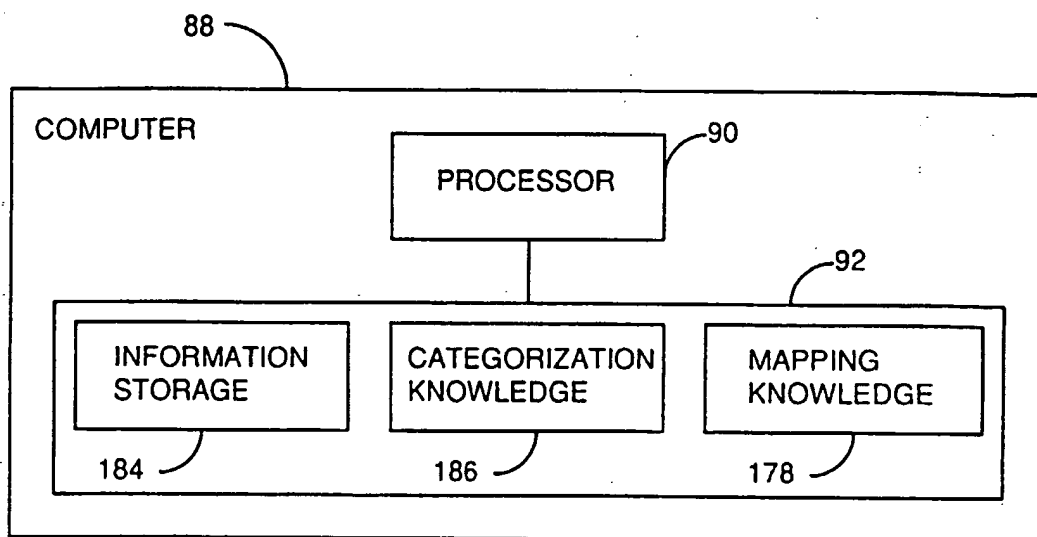 88
COMPUTER
90
PROCESSOR
92
INFORMATION
STORAGE
CATEGORIZATION
KNOWLEDGE
MAPPING
KNOWLEDGE
184
186
178